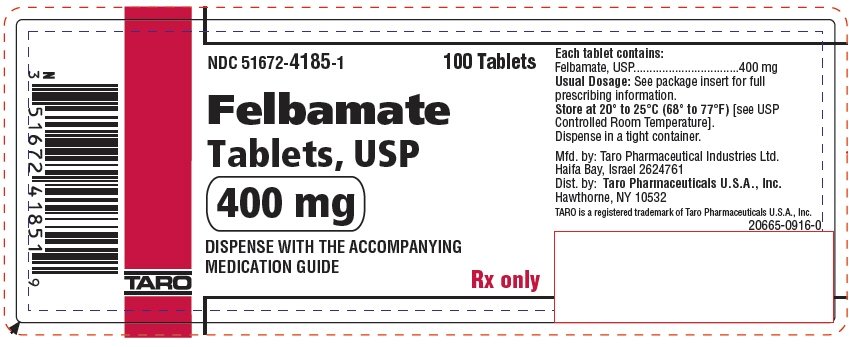 N
3 51672 41851 9
TARO
NDC 51672-4185-1
100 Tablets
Felbamate
Tablets, USP
400 mg
DISPENSE WITH THE ACCOMPANYING
MEDICATION GUIDE
Rx only
Each tablet contains:
Felbamate, USP................................400 mg
Usual Dosage: See package insert for full
prescribing information.
Store at 20° to 25°C (68° to 77°F) [see USP
Controlled Room Temperature].
Dispense in a tight container.
Mfd. by: Taro Pharmaceutical Industries Ltd.
Haifa Bay, Israel 2624761
Dist. by: Taro Pharmaceuticals U.S.A., Inc.
Hawthorne, NY 10532
TARO is a registered trademark of Taro Pharmaceuticals U.S.A., Inc.
20665-0916-0